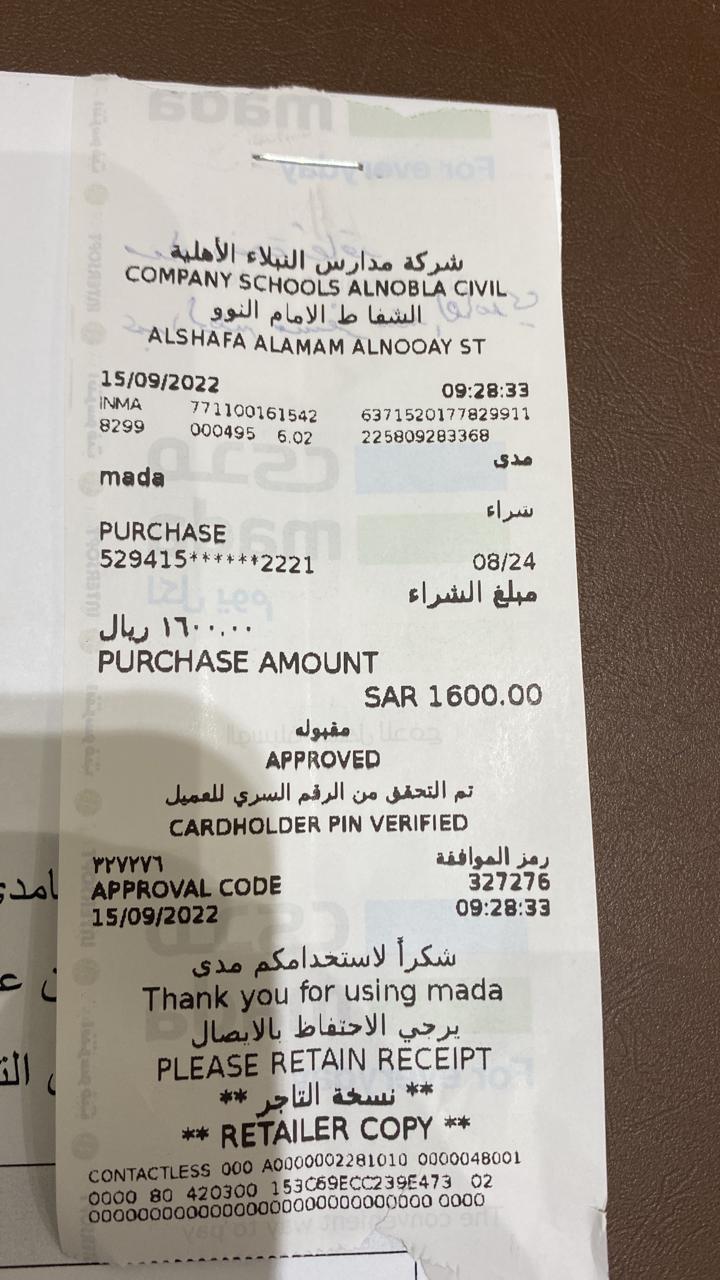 شركة مدارس النبلاء الأهلية
COMPANY SCHOOLS ALNOBLA CIVIL
الشفا ط الامام النوو
ALSHAFA ALAMAM ALNOOAY ST
15/09/2022 09:28:33
INMA 771100161542 6371520177829911
8299 000495 6.02 225809283368
مدى
mada
شراء
PURCHASE
529415******2221 08/24
مبلغ الشراء
١٦٠٠.٠٠ ريال
PURCHASE AMOUNT
SAR 1600.00
مقبوله
APPROVED
تم التحقق من الرقم السري للعميل
CARDHOLDER PIN VERIFIED
رمز الموافقة ٣٢٧٢٧٦
APPROVAL CODE 327276
15/09/2022 09:28:33
شكراً لاستخدامكم مدى
Thank you for using mada
يرجي الاحتفاظ بالايصال
PLEASE RETAIN RECEIPT
** نسخة التاجر **
** RETAILER COPY **
CONTACTLESS 000 A0000002281010 0000048001
0000 80 420300 153C69ECC239E473 02